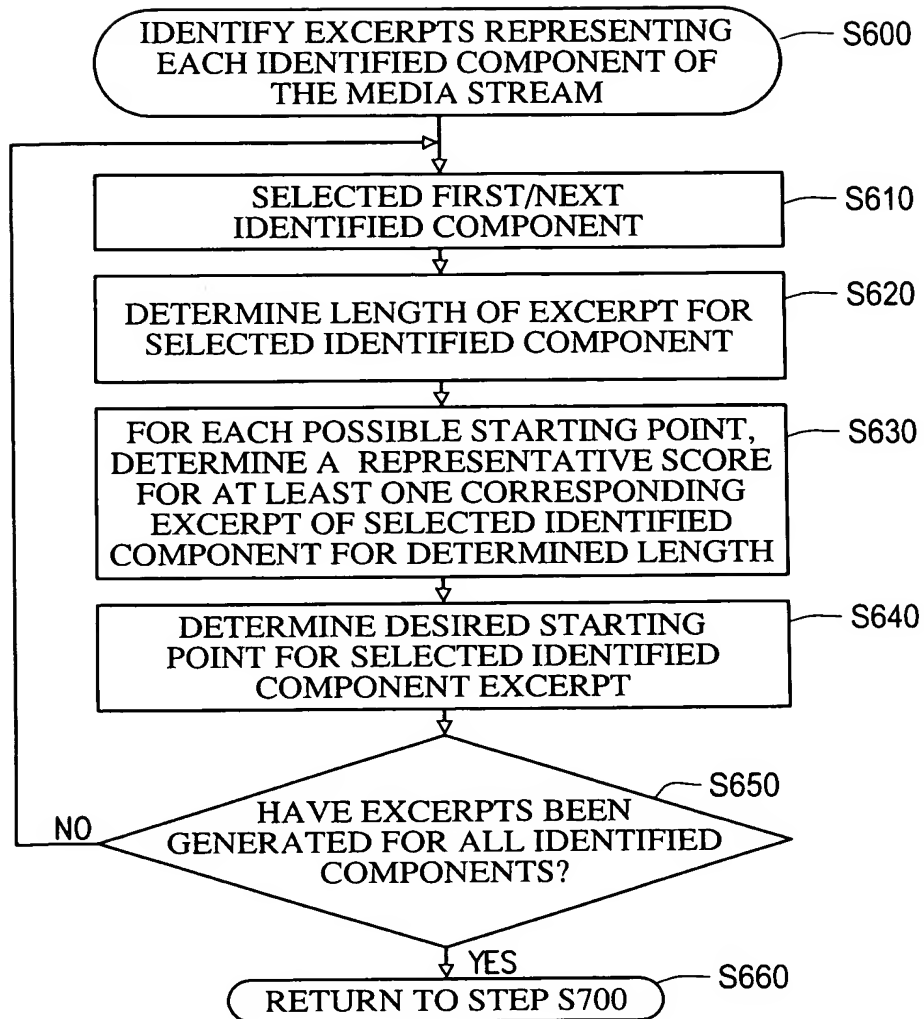 IDENTIFY EXCERPTS REPRESENTING
EACH IDENTIFIED COMPONENT OF
THE MEDIA STREAM
S600
SELECTED FIRST/NEXT
IDENTIFIED COMPONENT
S610
DETERMINE LENGTH OF EXCERPT FOR
SELECTED IDENTIFIED COMPONENT
S620
FOR EACH POSSIBLE STARTING POINT,
DETERMINE A REPRESENTATIVE SCORE
FOR AT LEAST ONE CORRESPONDING
EXCERPT OF SELECTED IDENTIFIED
COMPONENT FOR DETERMINED LENGTH
S630
DETERMINE DESIRED STARTING
POINT FOR SELECTED IDENTIFIED
COMPONENT EXCERPT
S640
HAVE EXCERPTS BEEN
GENERATED FOR ALL IDENTIFIED
COMPONENTS?
S650
NO
YES
RETURN TO STEP S700
S660